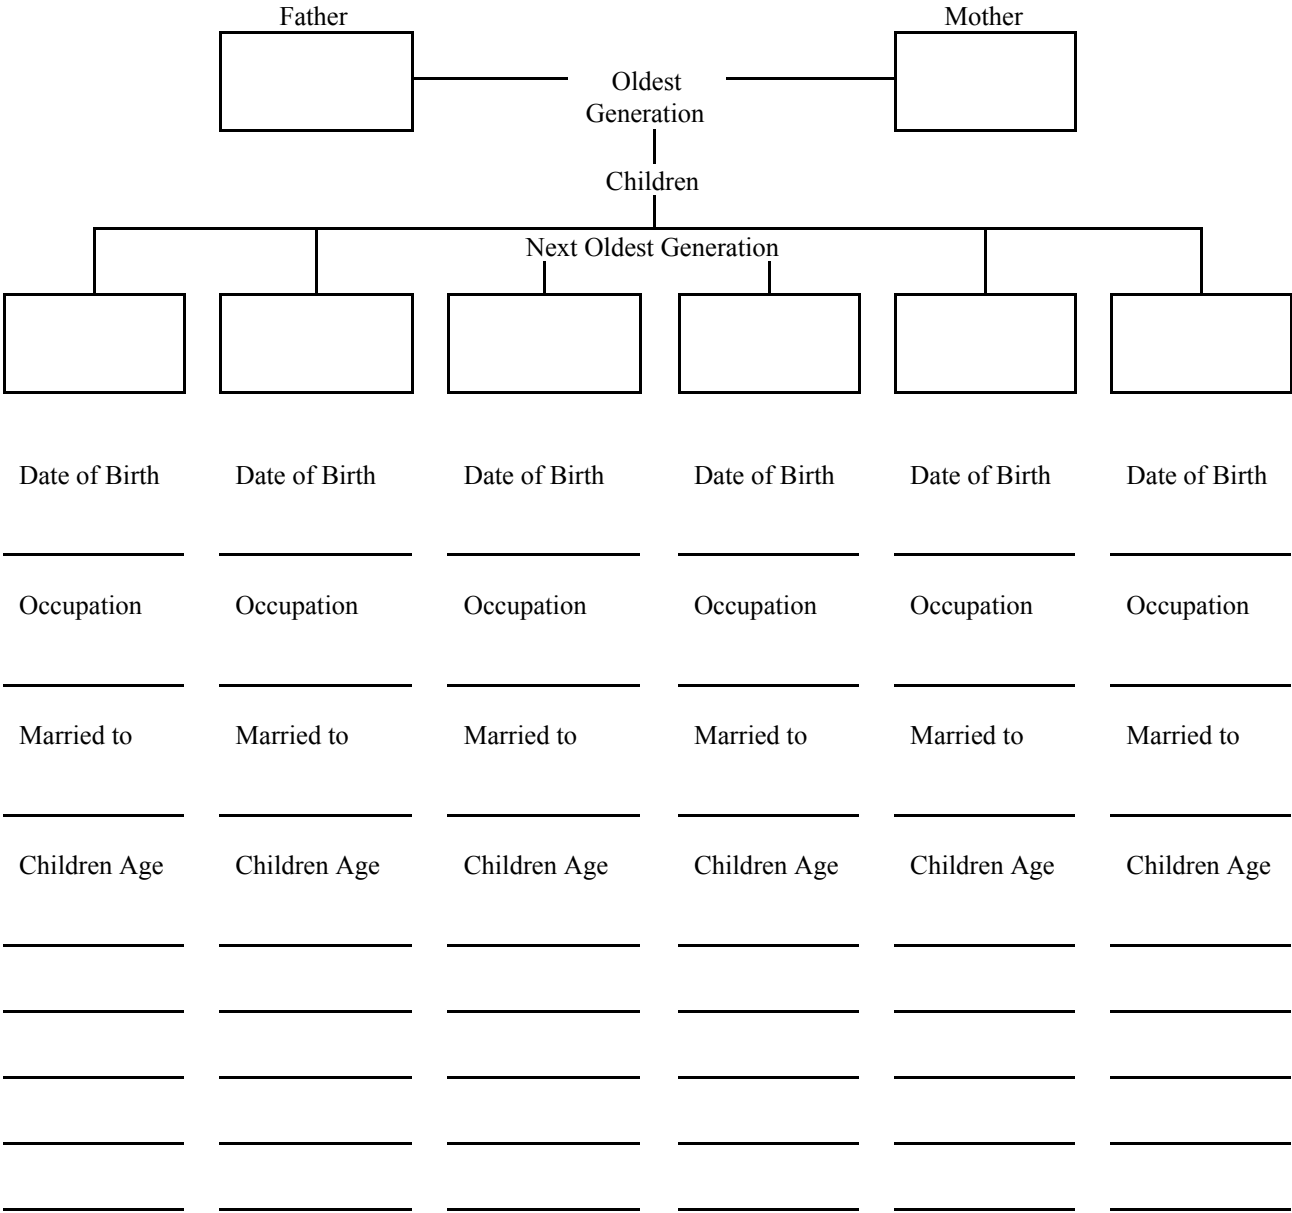 Father Mother
Oldest
Generation
Children
Next Oldest Generation
Date of Birth Date of Birth Date of Birth Date of Birth Date of Birth Date of Birth
Occupation Occupation Occupation Occupation Occupation Occupation
Married to Married to Married to Married to Married to Married to
Children Age Children Age Children Age Children Age Children Age Children Age